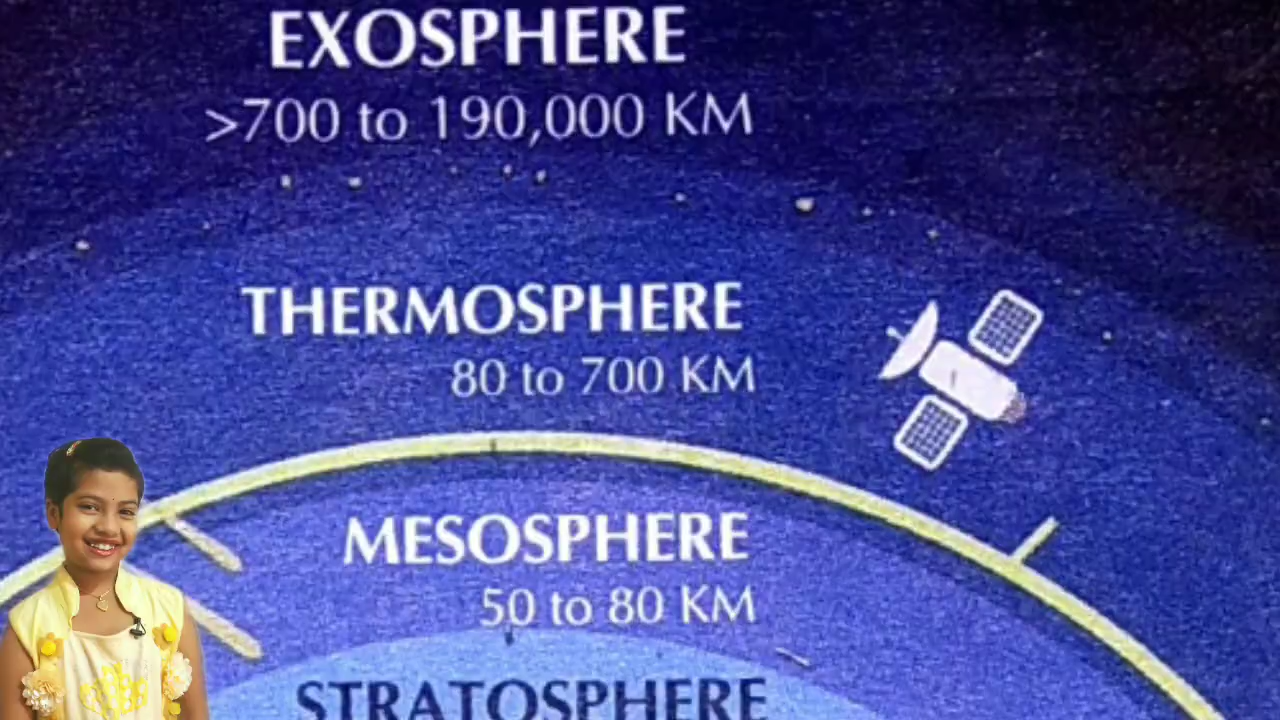 EXOSPHERE
>700 to 190,000 KM
THERMOSPHERE
80 to 700 KM
MESOSPHERE
50 to 80 KM
STRATOSPHERE